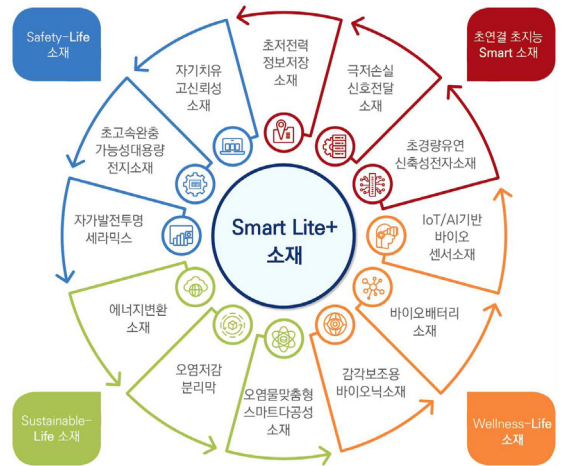 Safety-Life
소재
초연결 초지능
Smart 소재
초저전력
정보저장
소재
극저손실
신호전달
소재
초경량유연
신축성전자소재
IoT/AI기반
바이오
센서소재
바이오배터리
소재
감각보조용
바이오닉소재
오염물맞춤형
스마트다공성
소재
오염저감
분리막
에너지변환
소재
자가발전투명
세라믹스
초고속완충
가능성대용량
전지소재
자기치유
고신뢰성
소재
Smart Lite+
소재
Sustainable-
Life 소재
Wellness-Life
소재